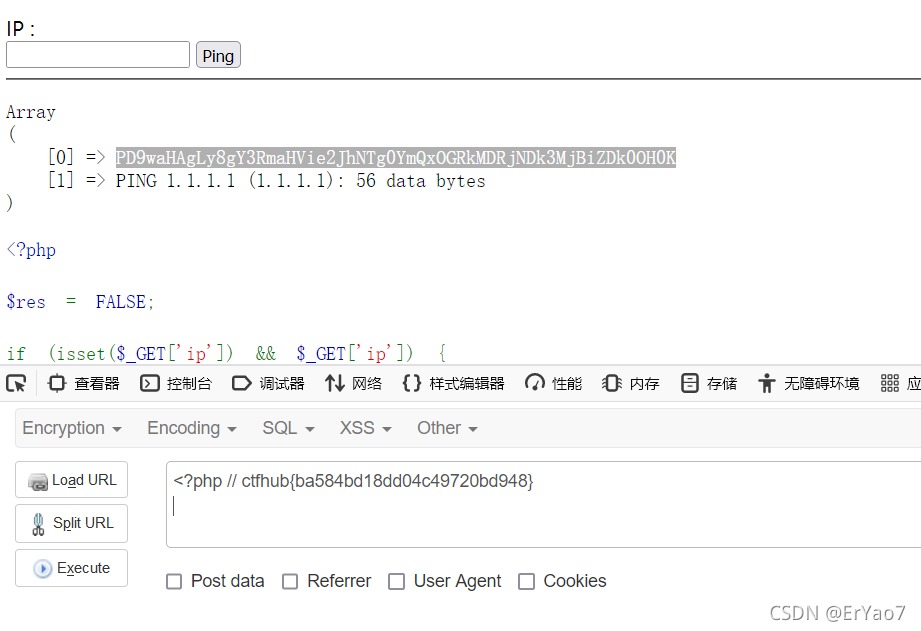 IP :
Ping
Array
(
[0] => PD9waHAgLy8gY3RmaHVie2JhNTg0YmQxOGRkMDRjNDk3MjBiZDk0OH0K
[1] => PING 1.1.1.1 (1.1.1.1): 56 data bytes
)
<?php
$res = FALSE;
if (isset($_GET['ip']) && $_GET['ip']) {
查看器 控制台 调试器 网络 样式编辑器 性能 内存 存储 无障碍环境 应
Encryption Encoding SQL XSS Other
Load URL
<?php // ctfhub{ba584bd18dd04c49720bd948}
Split URL
Execute
Post data Referrer User Agent Cookies
CSDN @ErYao7